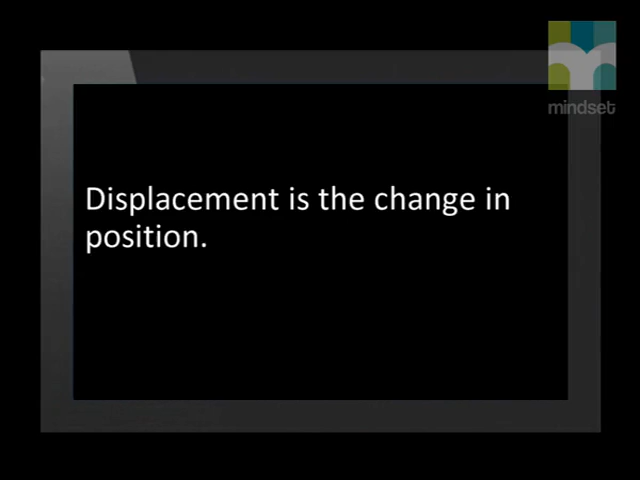 mindset
Displacement is the change in
position.